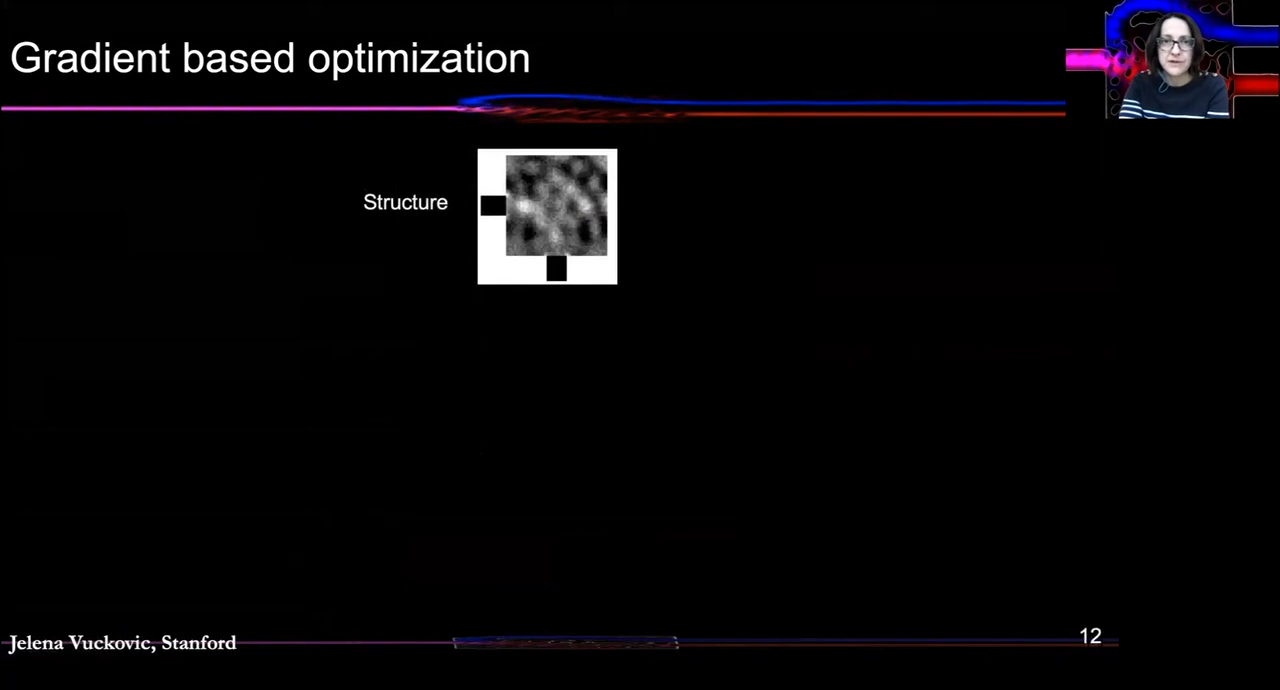 Gradient based optimization
Structure
Jelena Vuckovic, Stanford
12